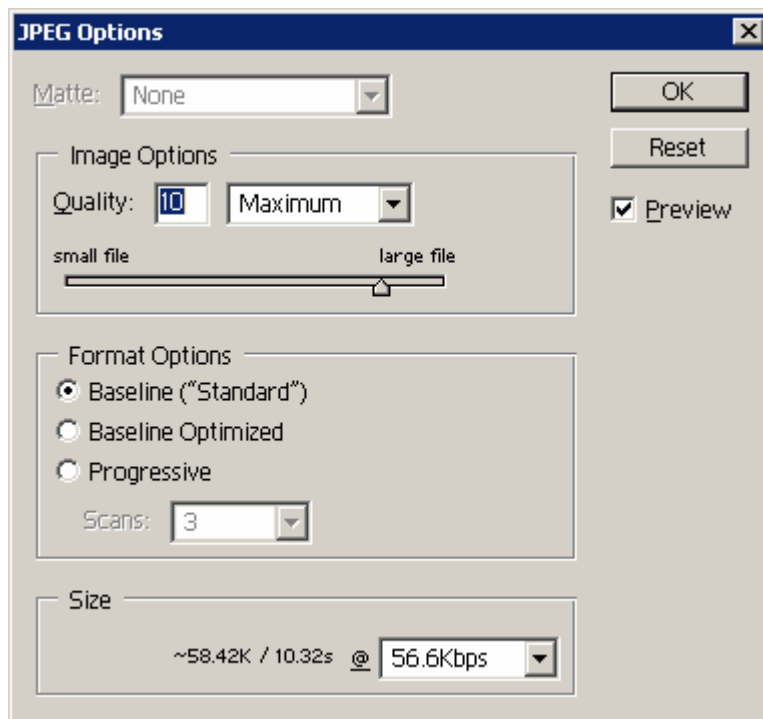 JPEG Options
Matte: None
OK
Reset
Preview
Image Options
Quality: 10 Maximum
small file large file
Format Options
Baseline (“Standard”)
Baseline Optimized
Progressive
Scans: 3
Size
~58.42K / 10.32s @ 56.6Kbps